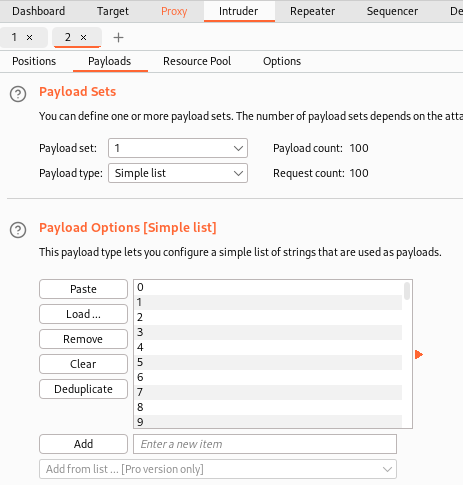 Dashboard Target Proxy Intruder Repeater Sequencer De
1 × 2 × +
Positions Payloads Resource Pool Options
? Payload Sets
You can define one or more payload sets. The number of payload sets depends on the atta
Payload set: 1 Payload count: 100
Payload type: Simple list Request count: 100
? Payload Options [Simple list]
This payload type lets you configure a simple list of strings that are used as payloads.
Paste
Load ...
Remove
Clear
Deduplicate
0
1
2
3
4
5
6
7
8
9
Add Enter a new item
Add from list ... [Pro version only]